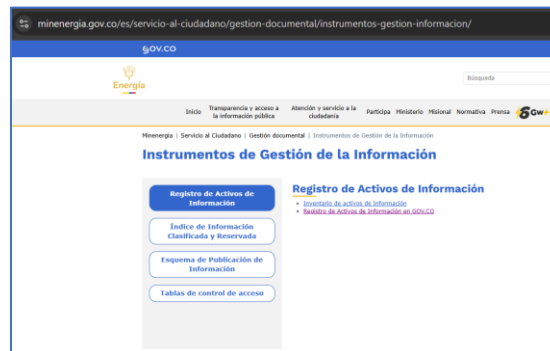 minenergia.gov.co/es/servicio-al-ciudadano/gestion-documental/instrumentos-gestion-informacion/
GOV.CO
Energía
Búsqueda
Inicio
Transparencia y acceso a
la información pública
Atención y servicio a la
ciudadanía
Participa
Ministerio
Misional
Normativa
Prensa
6Gw+
Minenergia | Servicio al Ciudadano | Gestión documental | Instrumentos de Gestión de la Información
Instrumentos de Gestión de la Información
Registro de Activos de
Información
Índice de Información
Clasificada y Reservada
Esquema de Publicación de
Información
Tablas de control de acceso
Registro de Activos de Información
Inventario de activos de Información
Registro de Activos de Información en GOV.CO